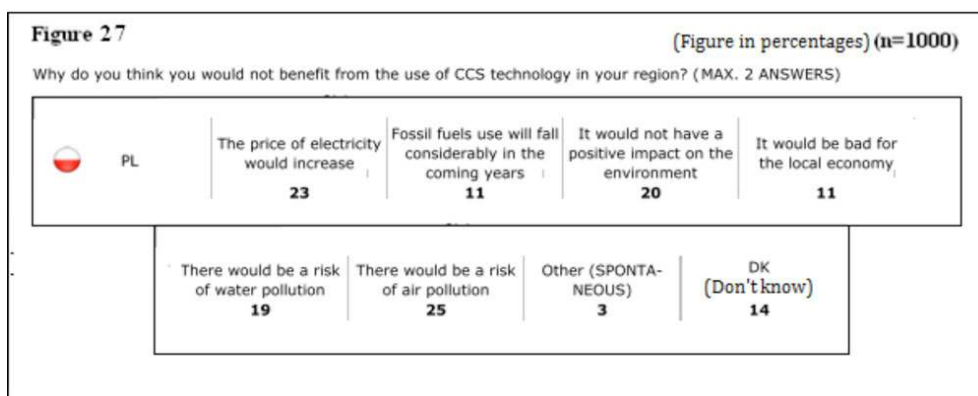 Figure 27
(Figure in percentages) (n=1000)
Why do you think you would not benefit from the use of CCS technology in your region? (MAX. 2 ANSWERS)
PL
The price of electricity
would increase
23
Fossil fuels use will fall
considerably in the
coming years
11
It would not have a
positive impact on the
environment
20
It would be bad for
the local economy
11
There would be a risk
of water pollution
19
There would be a risk
of air pollution
25
Other (SPONTA-
NEOUS)
3
DK
(Don't know)
14